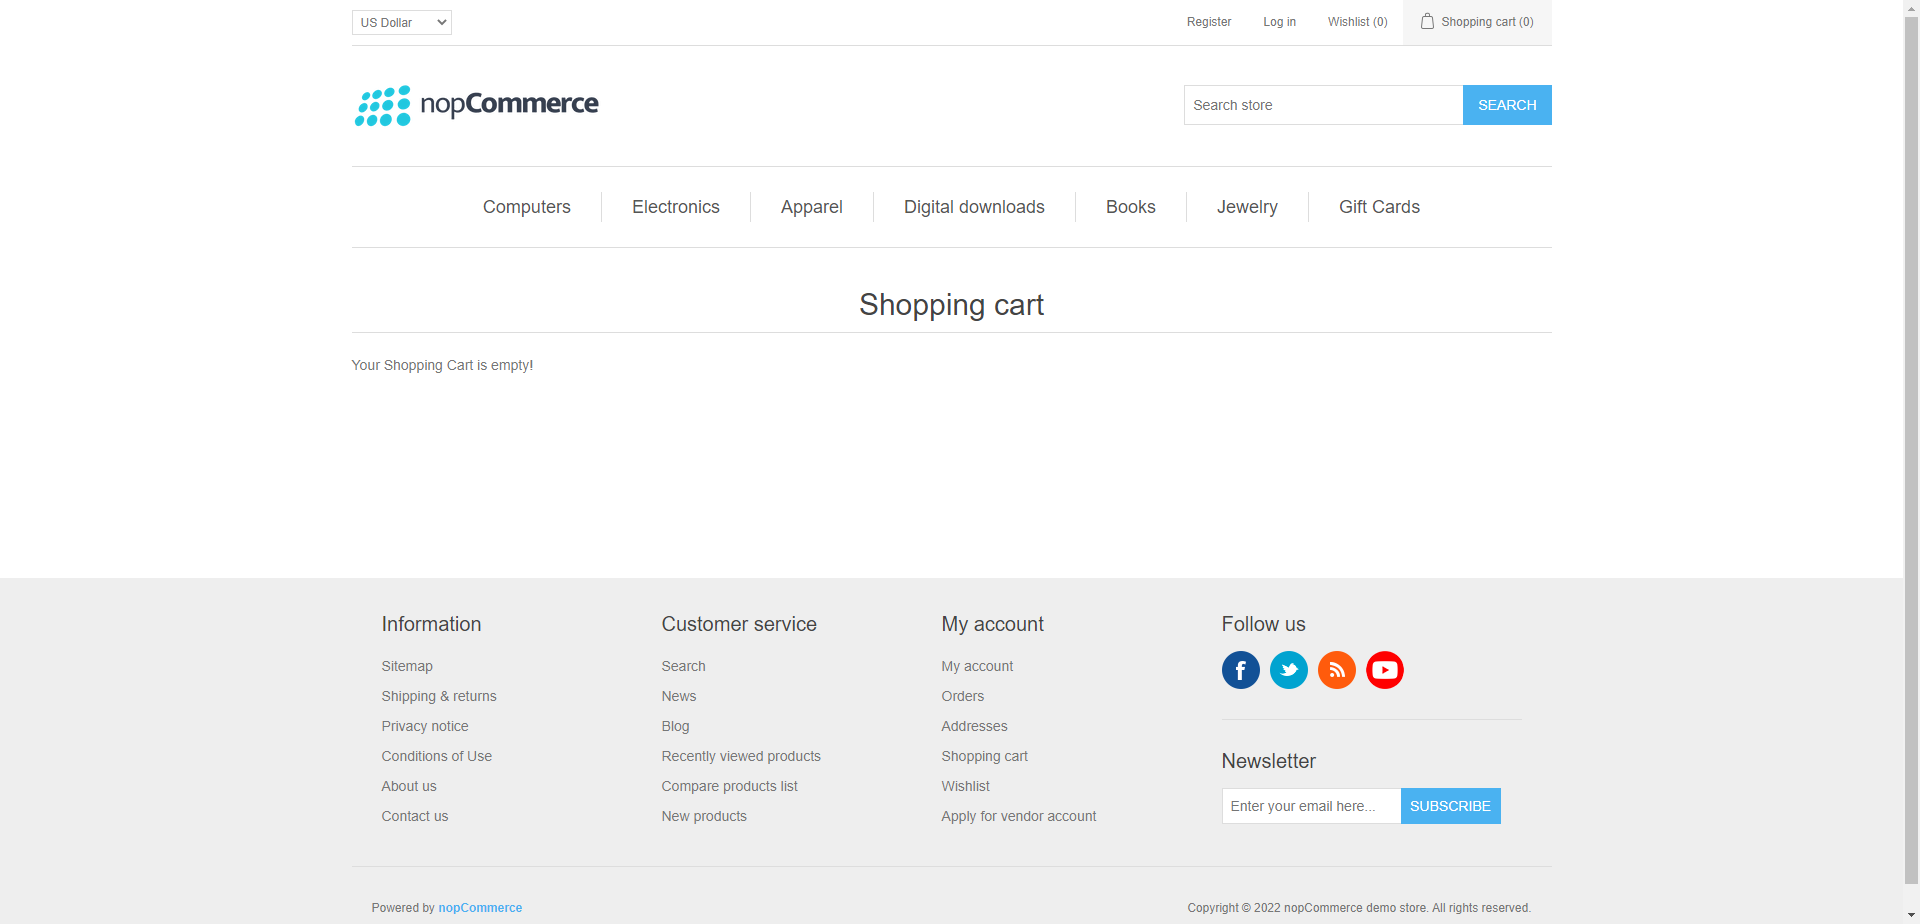 US Dollar
Register
Log in
Wishlist (0)
Shopping cart (0)
nopCommerce
Search store
SEARCH
Computers
Electronics
Apparel
Digital downloads
Books
Jewelry
Gift Cards
Shopping cart
Your Shopping Cart is empty!
Information
Sitemap
Shipping & returns
Privacy notice
Conditions of Use
About us
Contact us
Customer service
Search
News
Blog
Recently viewed products
Compare products list
New products
My account
My account
Orders
Addresses
Shopping cart
Wishlist
Apply for vendor account
Follow us
Newsletter
Enter your email here...
SUBSCRIBE
Powered by nopCommerce
Copyright © 2022 nopCommerce demo store. All rights reserved.